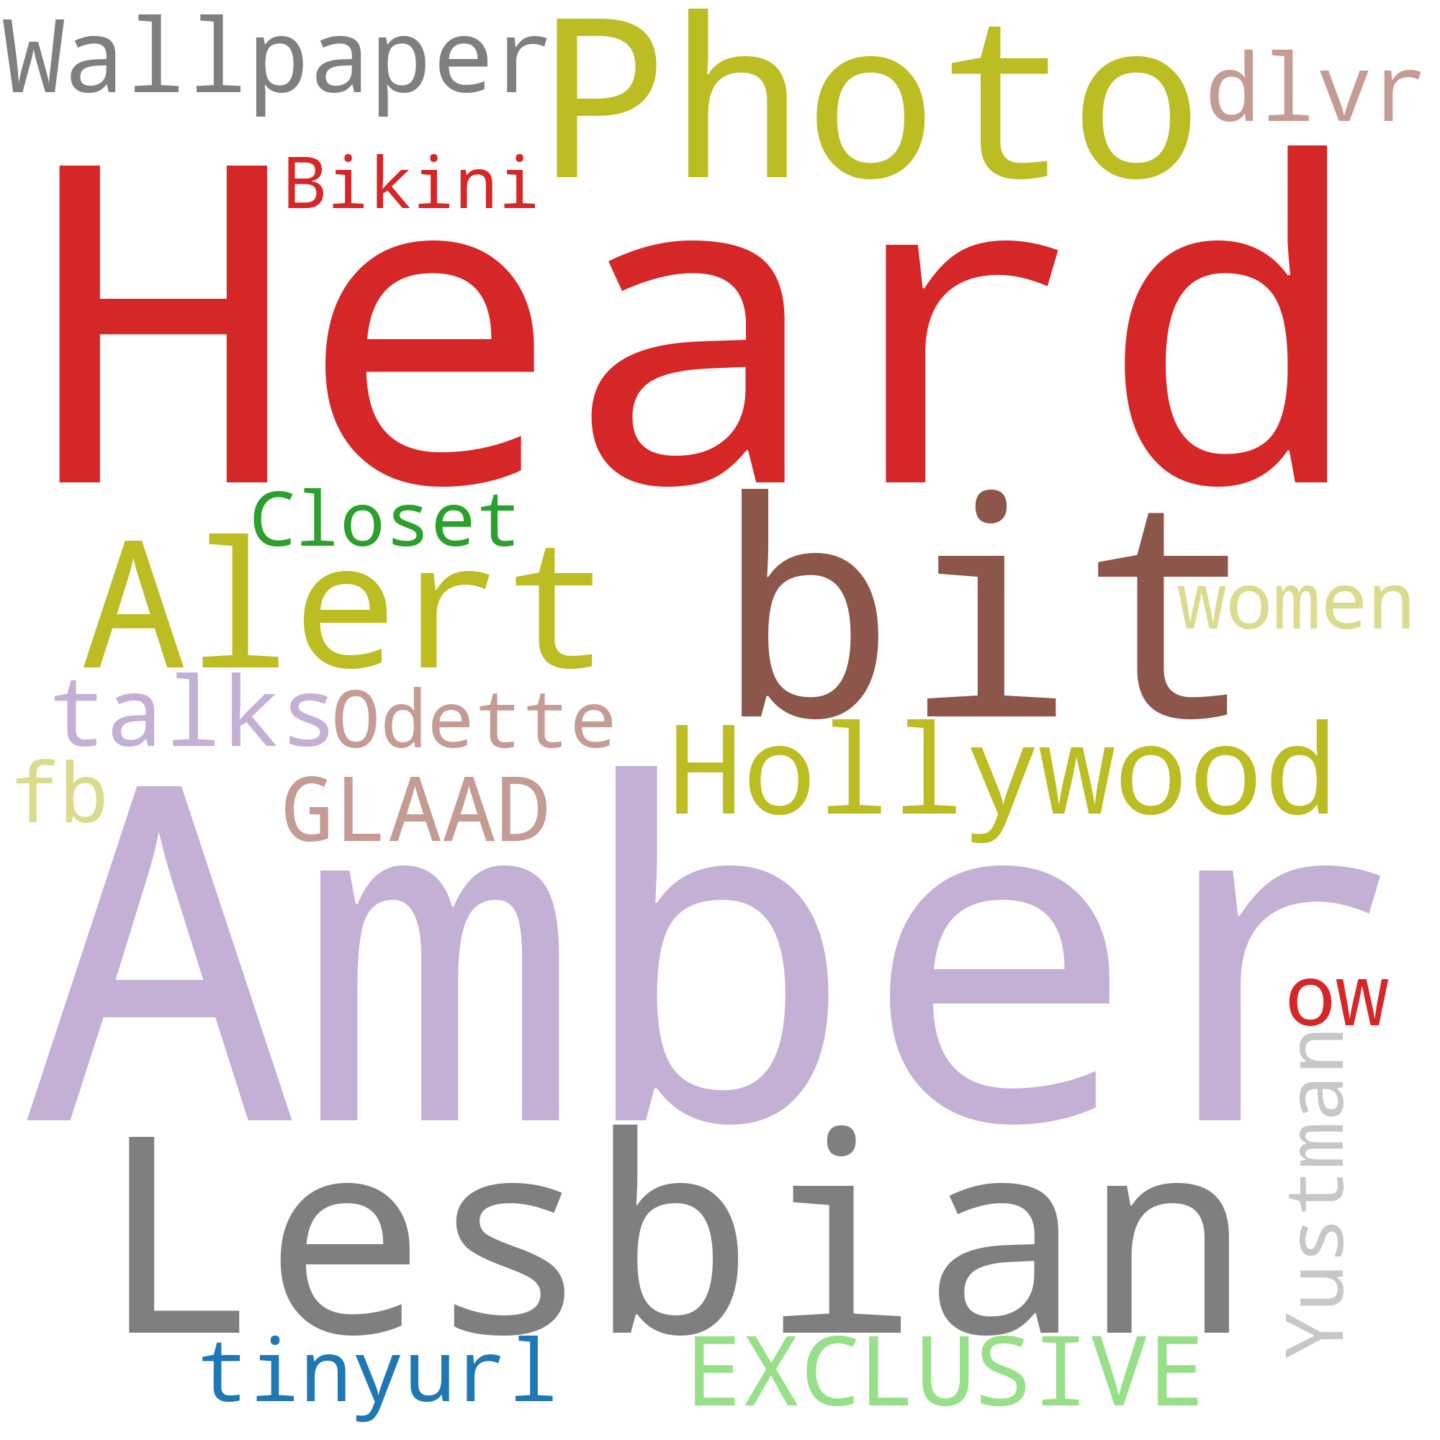 Wallpaper
Photo
dlvr
Bikini
Heard
Closet
Alert
bit
women
talks
Odette
Hollywood
fb
GLAAD
Amber
ow
Yustman
Lesbian
tinyurl
EXCLUSIVE